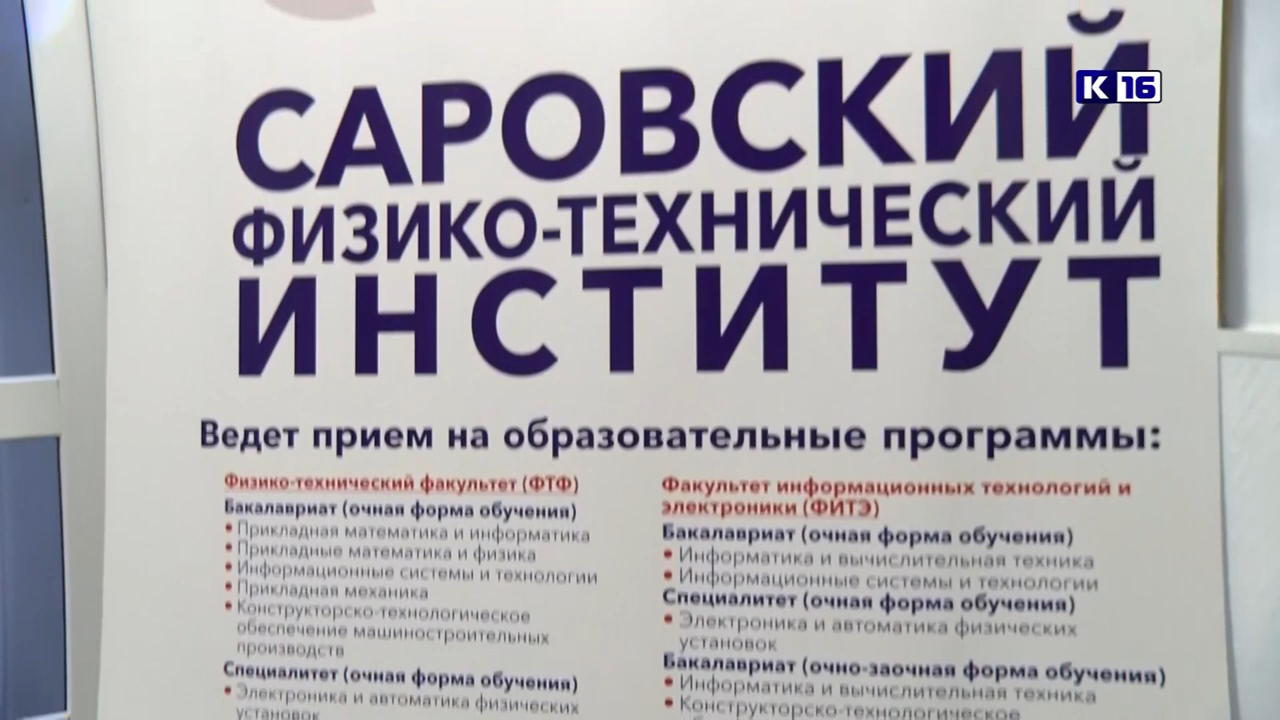 К 16
САРОВСКИЙ
ФИЗИКО-ТЕХНИЧЕСКИЙ
ИНСТИТУТ
Ведет прием на образовательные программы:
Физико-технический факультет (ФТФ)
Бакалавриат (очная форма обучения)
• Прикладная математика и информатика
• Прикладные математика и физика
• Информационные системы и технологии
• Прикладная механика
• Конструкторско-технологическое
обеспечение машиностроительных
производств
Специалитет (очная форма обучения)
• Электроника и автоматика физических
установок
Факультет информационных технологий и
электроники (ФИТЭ)
Бакалавриат (очная форма обучения)
• Информатика и вычислительная техника
• Информационные системы и технологии
Специалитет (очная форма обучения)
• Электроника и автоматика физических
установок
Бакалавриат (очно-заочная форма обучения)
• Информатика и вычислительная техника
• Конструкторско-технологическое